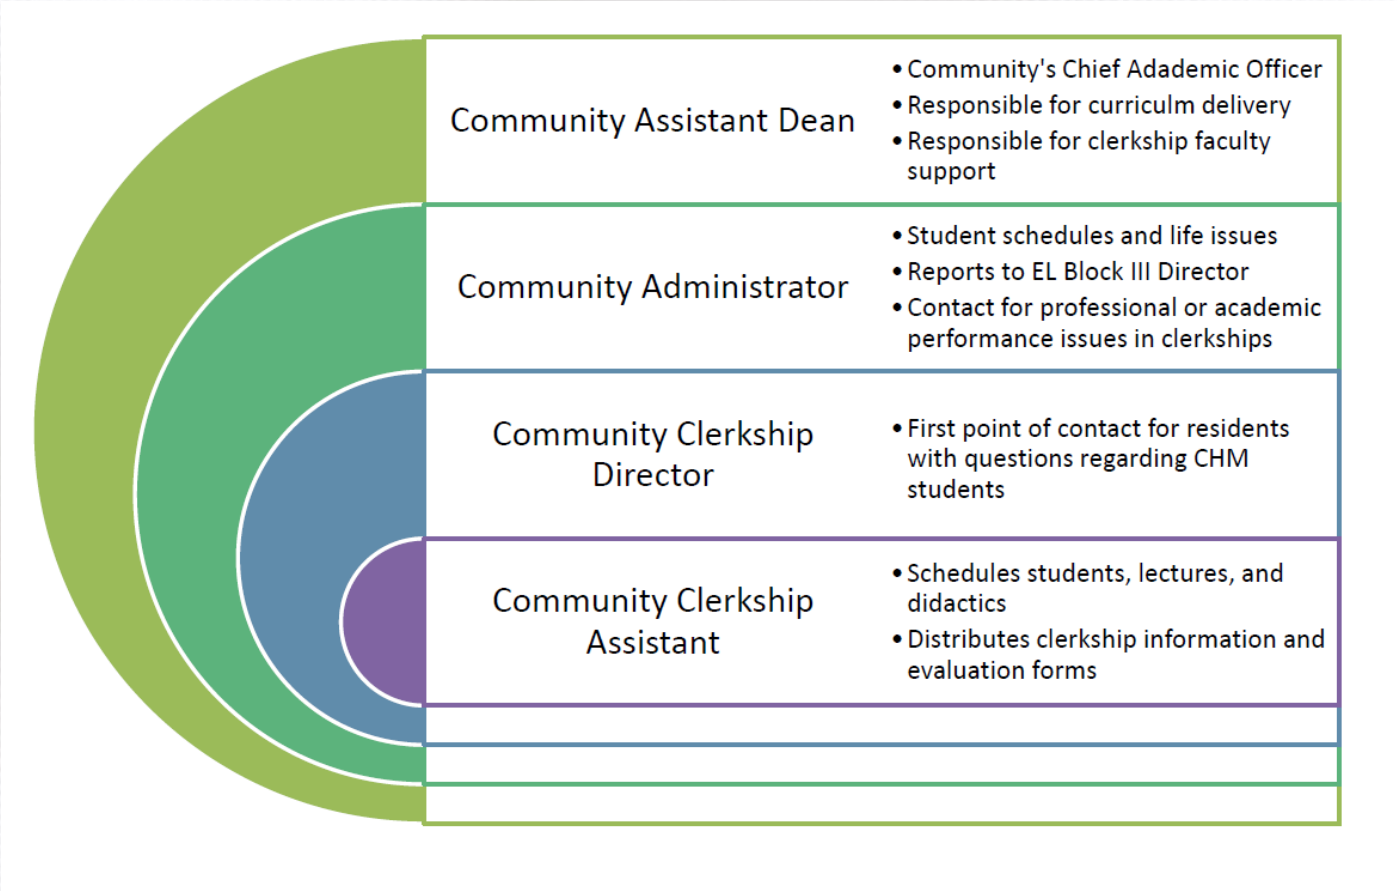 Community Assistant Dean
• Community's Chief Adademic Officer
• Responsible for curriculm delivery
• Responsible for clerkship faculty
support
Community Administrator
• Student schedules and life issues
• Reports to EL Block III Director
• Contact for professional or academic
performance issues in clerkships
Community Clerkship
Director
• First point of contact for residents
with questions regarding CHM
students
Community Clerkship
Assistant
• Schedules students, lectures, and
didactics
• Distributes clerkship information and
evaluation forms